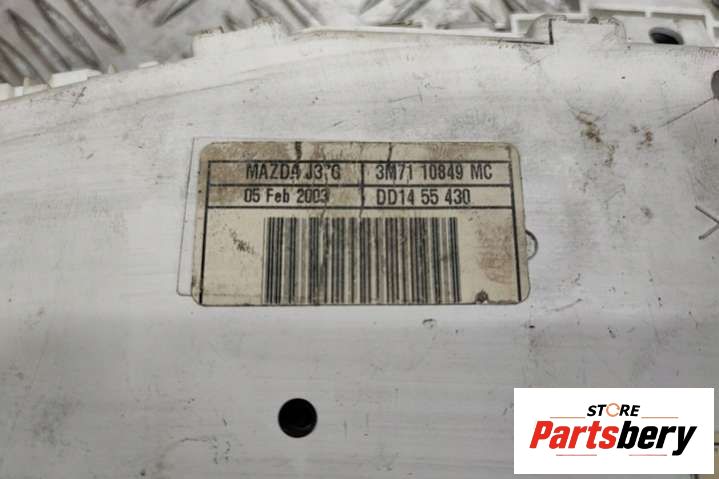 MAZDA J3*G 3M71 10849 MC
05 Feb 2003 DD14 55 430
STORE
Partsbery